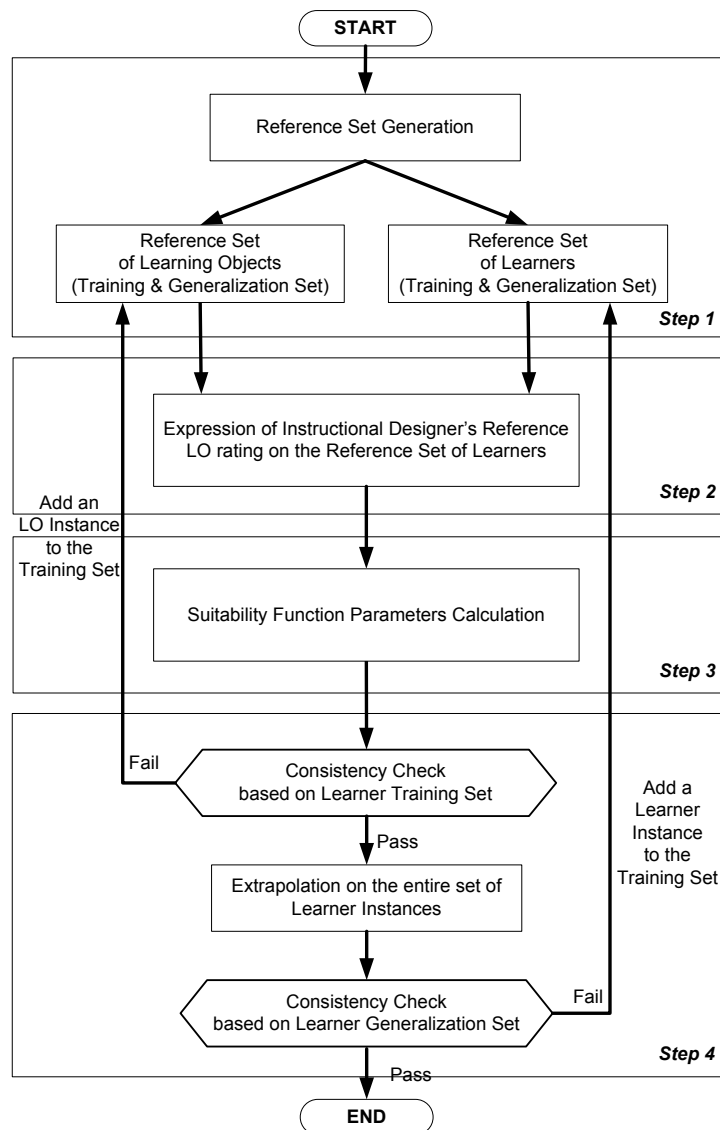 START
Reference Set Generation
Reference Set
of Learning Objects
(Training & Generalization Set)
Reference Set
of Learners
(Training & Generalization Set)
Step 1
Expression of Instructional Designer's Reference
LO rating on the Reference Set of Learners
Step 2
Add an
LO Instance
to the
Training Set
Suitability Function Parameters Calculation
Step 3
Fail
Consistency Check
based on Learner Training Set
Pass
Add a
Learner
Instance
to the
Training Set
Extrapolation on the entire set of
Learner Instances
Consistency Check
based on Learner Generalization Set
Fail
Step 4
Pass
END